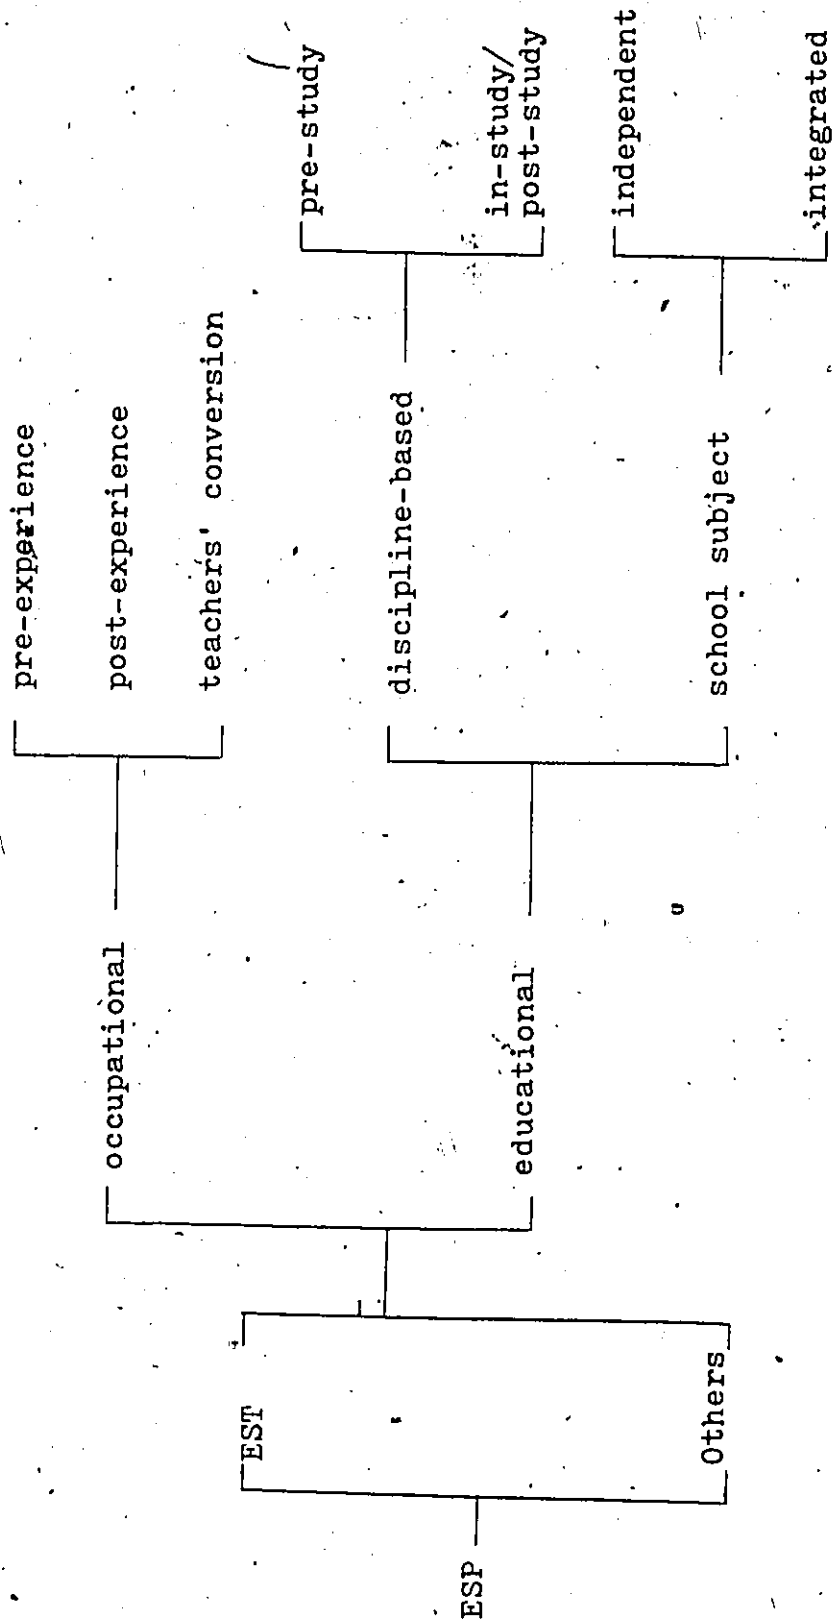 ESP
EST
Others
occupational
educational
pre-experience
post-experience
teachers' conversion
discipline-based
school subject
pre-study
in-study/
post-study
independent
integrated